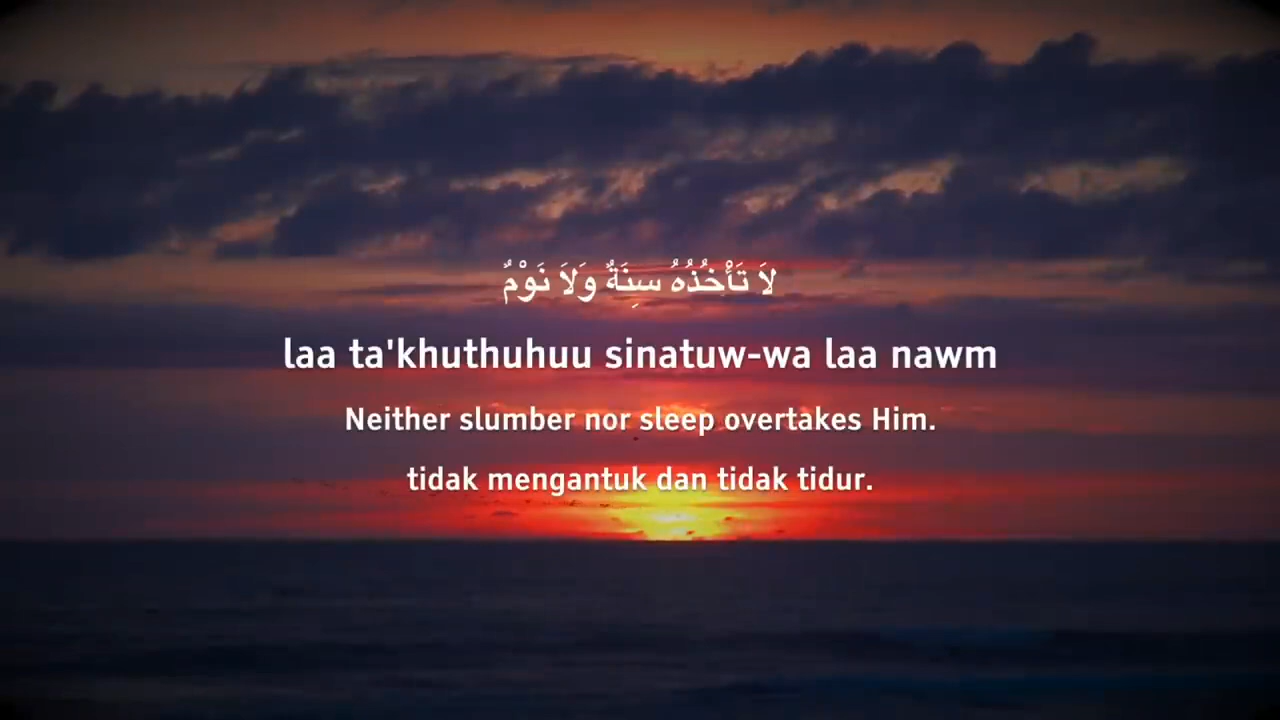 لاَ تَأْخُذُهُ سِنَةٌ وَلاَ نَوْمٌ
laa ta'khuthuhuu sinatuw-wa laa nawm
Neither slumber nor sleep overtakes Him.
tidak mengantuk dan tidak tidur.